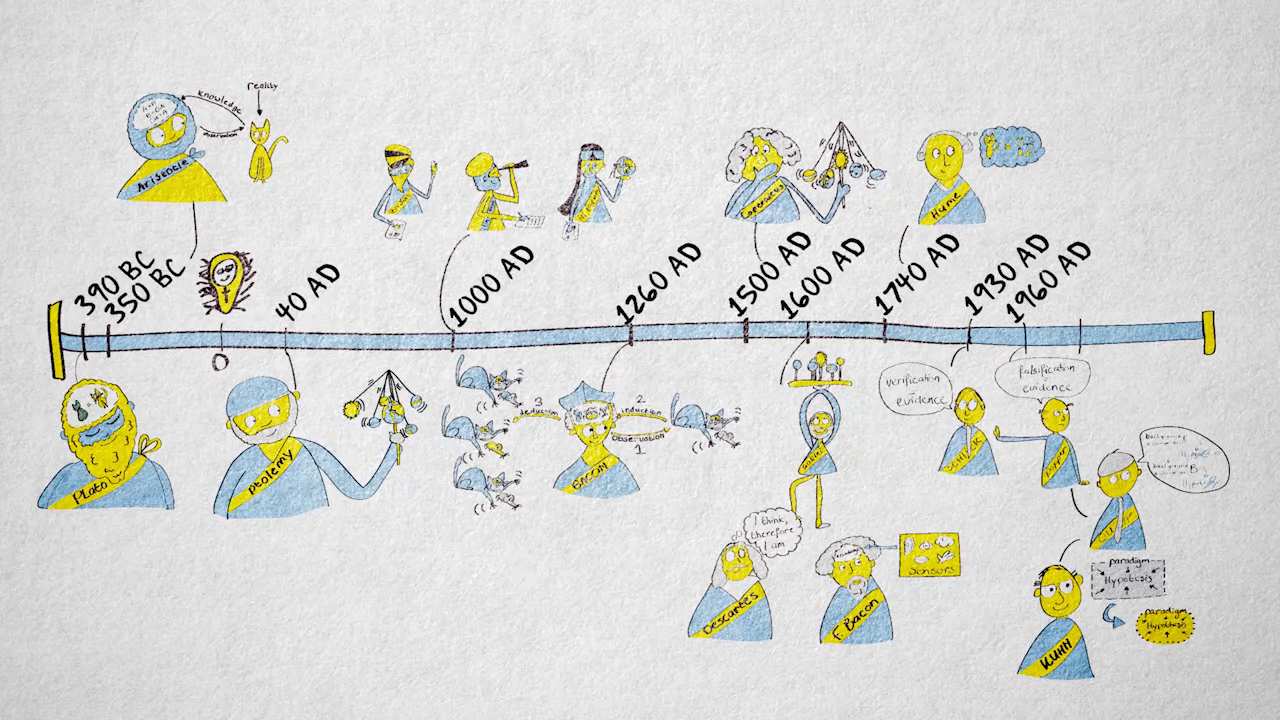 reality
Knowledge
observation
Aristotle
390 BC
350 BC
0
40 AD
1000 AD
1260 AD
1500 AD
1600 AD
1740 AD
1930 AD
1960 AD
Copernicus
Hume
Plato
Ptolemy
3
deduction
2
induction
observation
1
BACON
verification
evidence
falsification
evidence
I think,
therefore
I am
Descartes
F. Bacon
Sensors
paradigm
Hypothesis
paradigm
Hypothesis
KUHN